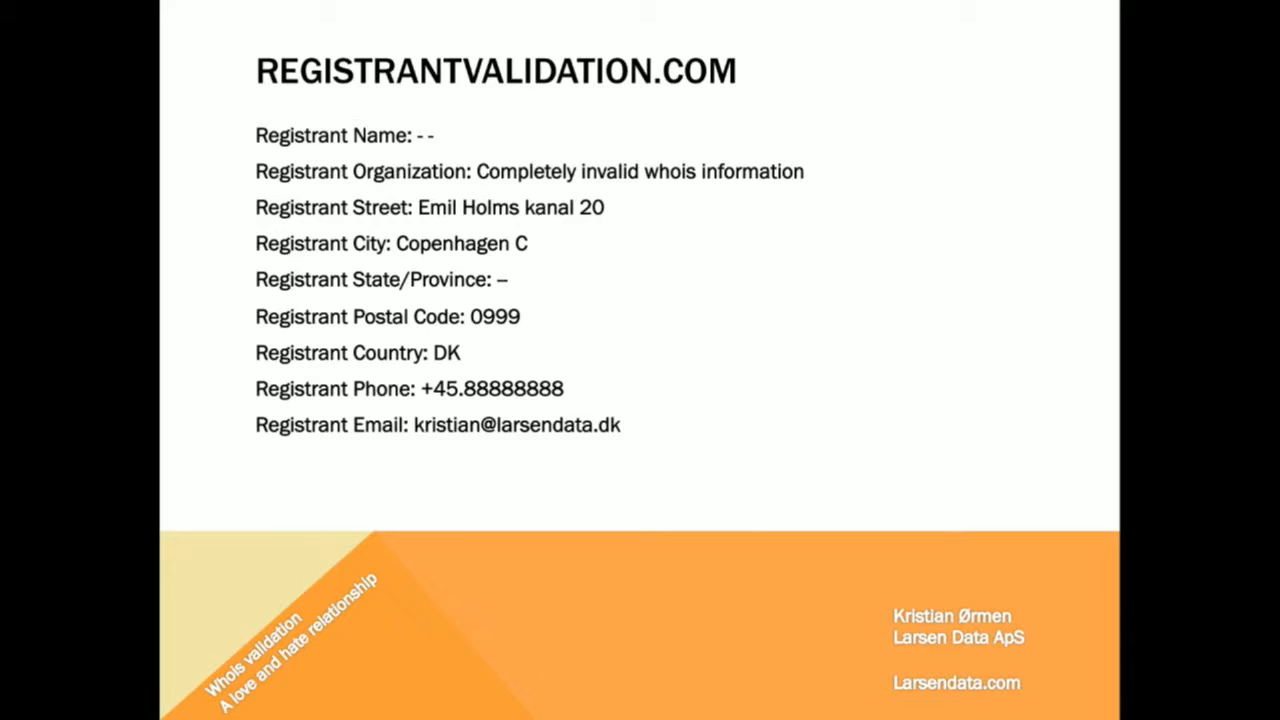 REGISTRANTVALIDATION.COM
Registrant Name: - -
Registrant Organization: Completely invalid whois information
Registrant Street: Emil Holms kanal 20
Registrant City: Copenhagen C
Registrant State/Province: –
Registrant Postal Code: 0999
Registrant Country: DK
Registrant Phone: +45.88888888
Registrant Email: kristian@larsendata.dk
Whois validation
A love and hate relationship
Kristian Ørmen
Larsen Data ApS
Larsendata.com